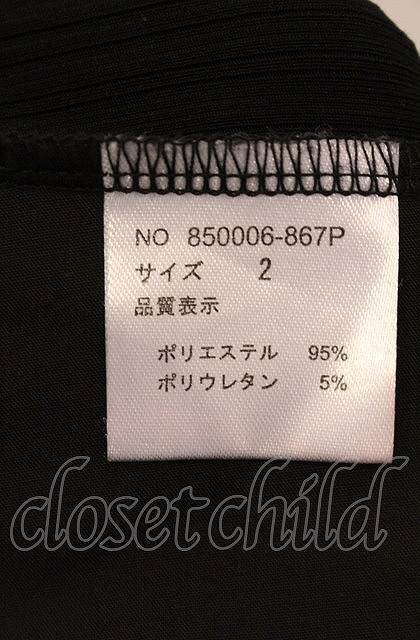 NO 850006-867P
サイズ 2
品質表示
ポリエステル 95%
ポリウレタン 5%
closet child